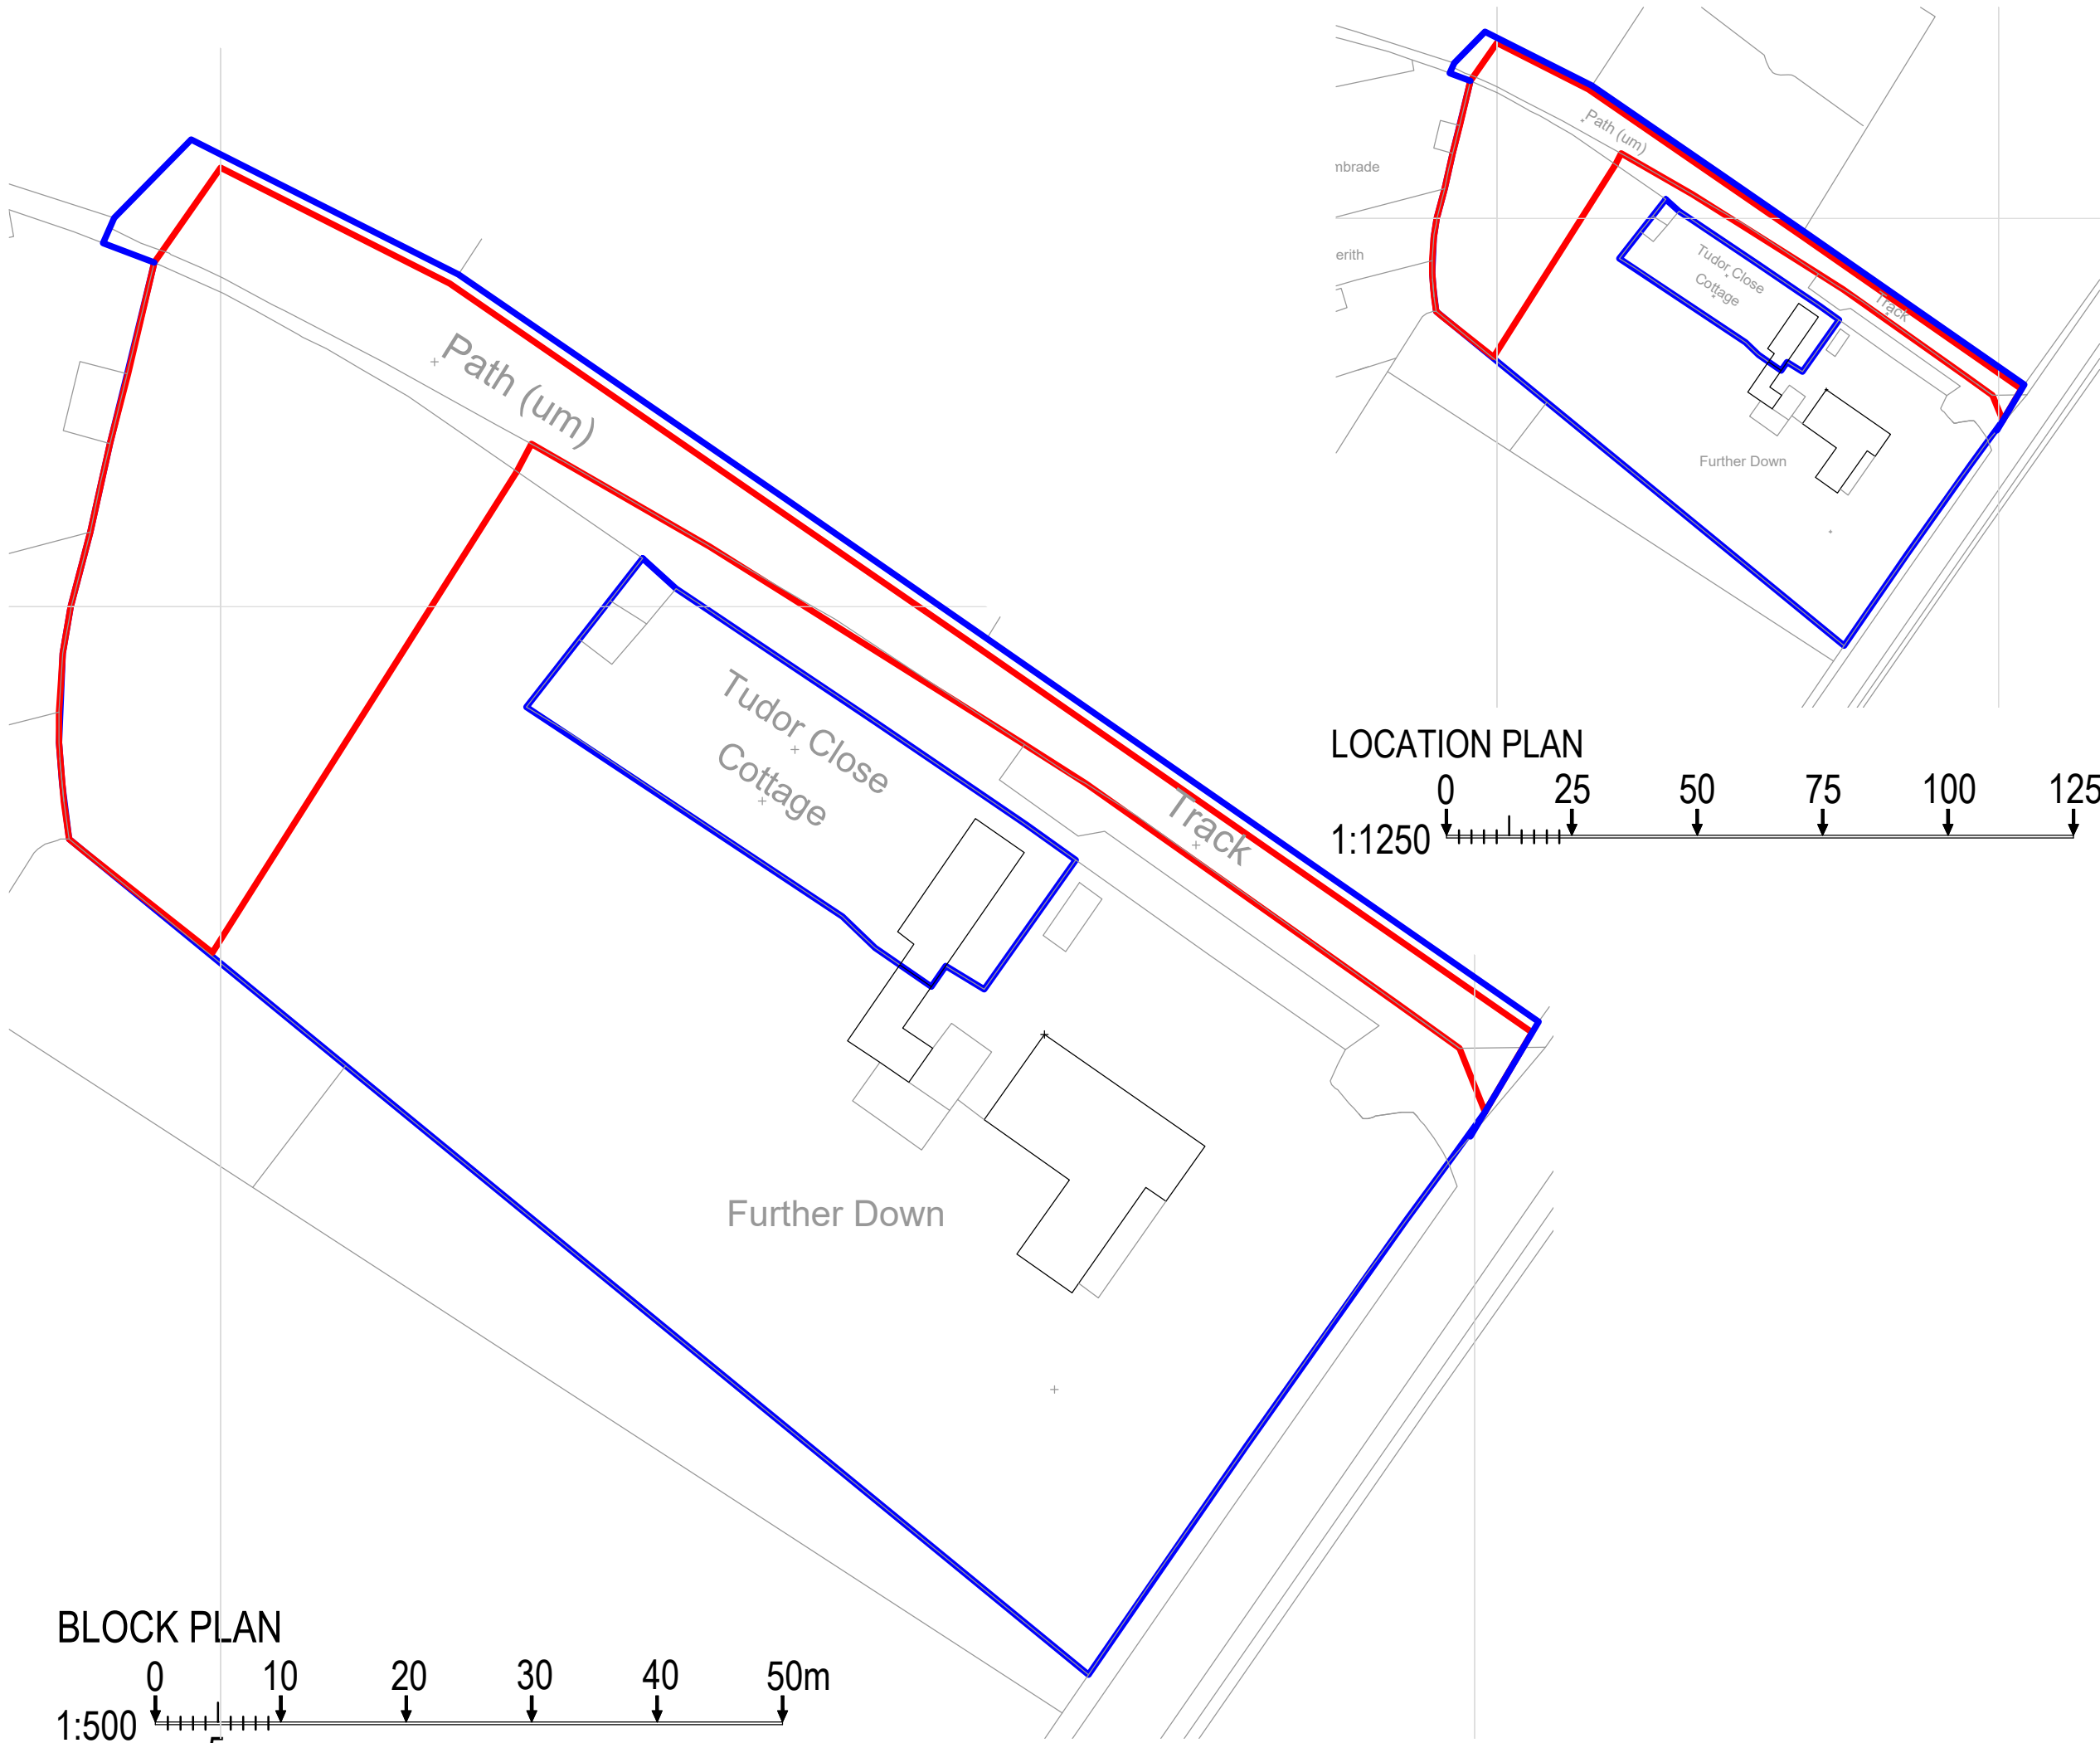 Path (um)
Tudor Close
Cottage
Track
Further Down
BLOCK PLAN
0 10 20 30 40 50m
1:500
Path (um)
mbrade
erith
Tudor Close
Cottage
Track
Further Down
LOCATION PLAN
0 25 50 75 100 125
1:1250